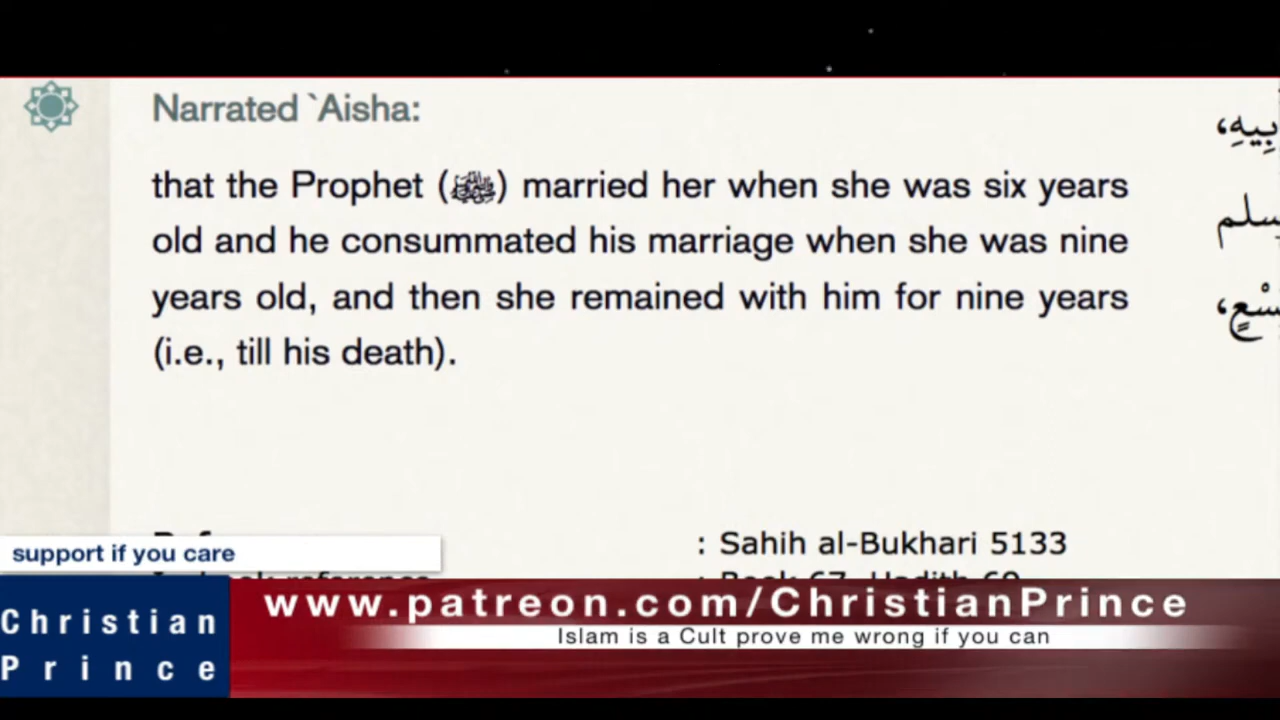 Narrated `Aisha:
that the Prophet (ﷺ) married her when she was six years
old and he consummated his marriage when she was nine
years old, and then she remained with him for nine years
(i.e., till his death).
: Sahih al-Bukhari 5133
support if you care
Christian
Prince
www.patreon.com/ChristianPrince
Islam is a Cult prove me wrong if you can